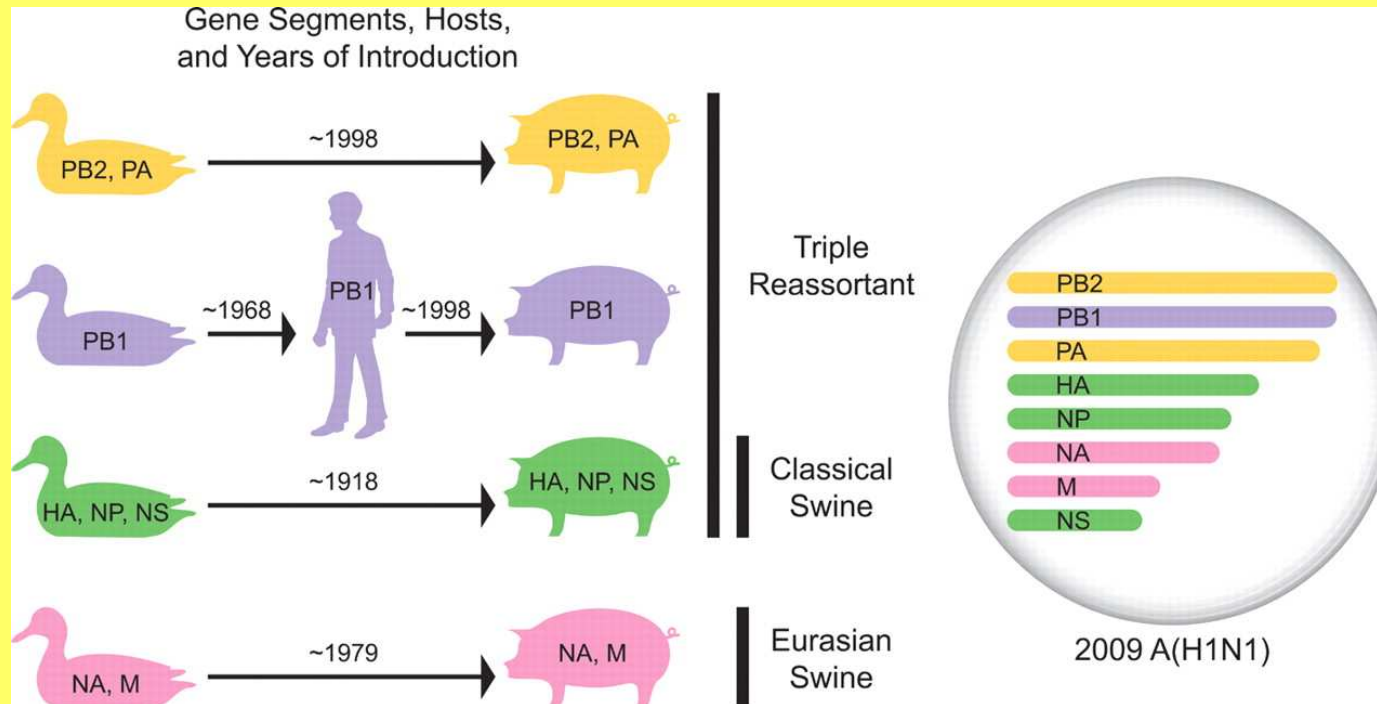 Gene Segments, Hosts,
and Years of Introduction
PB2, PA
~1998
PB2, PA
PB1
~1968
PB1
~1998
PB1
HA, NP, NS
~1918
HA, NP, NS
NA, M
~1979
NA, M
Triple
Reassortant
Classical
Swine
Eurasian
Swine
PB2
PB1
PA
HA
NP
NA
M
NS
2009 A(H1N1)